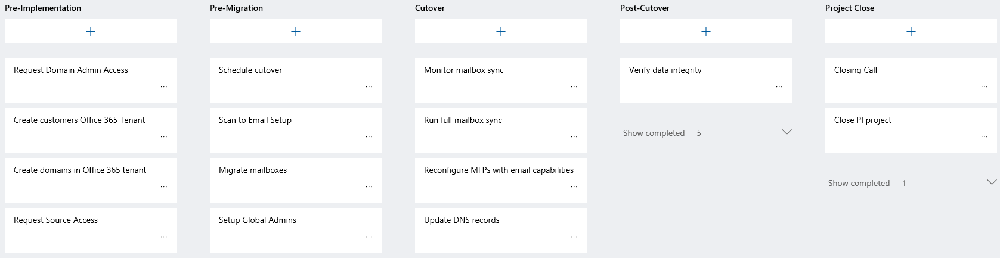 Pre-Implementation
Request Domain Admin Access
...
Create customers Office 365 Tenant
...
Create domains in Office 365 tenant
...
Request Source Access
...
Pre-Migration
Schedule cutover
...
Scan to Email Setup
...
Migrate mailboxes
...
Setup Global Admins
...
Cutover
Monitor mailbox sync
...
Run full mailbox sync
...
Reconfigure MFPs with email capabilities
...
Update DNS records
...
Post-Cutover
Verify data integrity
...
Show completed 5
Project Close
Closing Call
...
Close PI project
...
Show completed 1